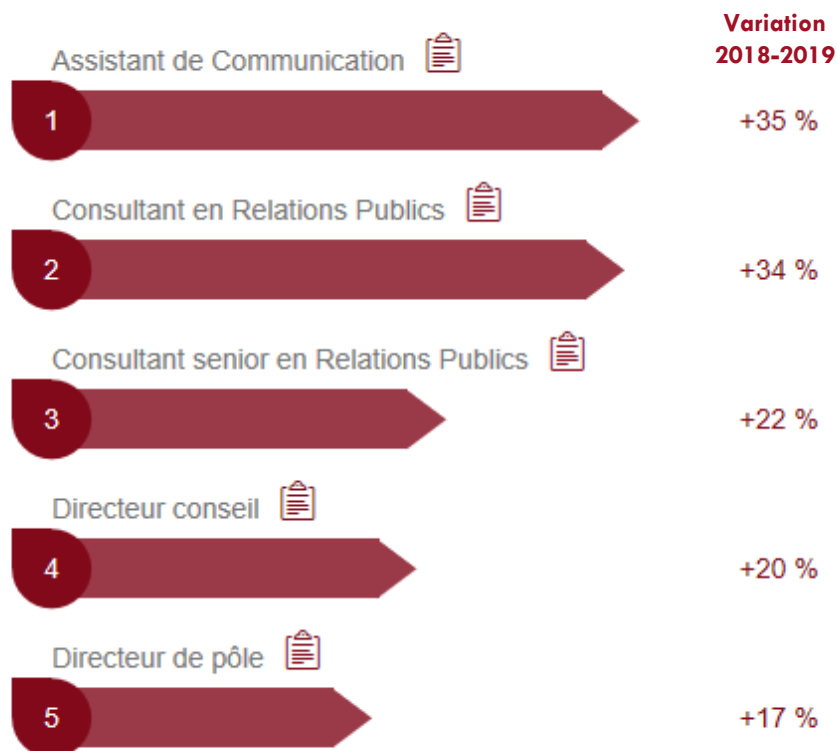 Variation
2018-2019
Assistant de Communication
1
+35 %
Consultant en Relations Publics
2
+34 %
Consultant senior en Relations Publics
3
+22 %
Directeur conseil
4
+20 %
Directeur de pôle
5
+17 %